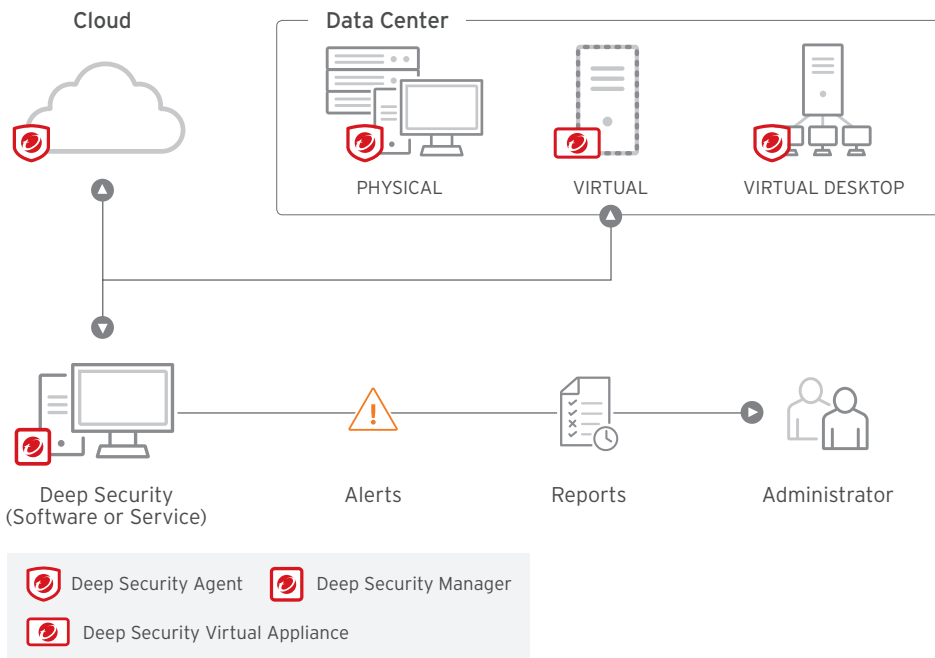 Cloud
Data Center
PHYSICAL
VIRTUAL
VIRTUAL DESKTOP
Deep Security
(Software or Service)
Alerts
Reports
Administrator
Deep Security Agent
Deep Security Manager
Deep Security Virtual Appliance